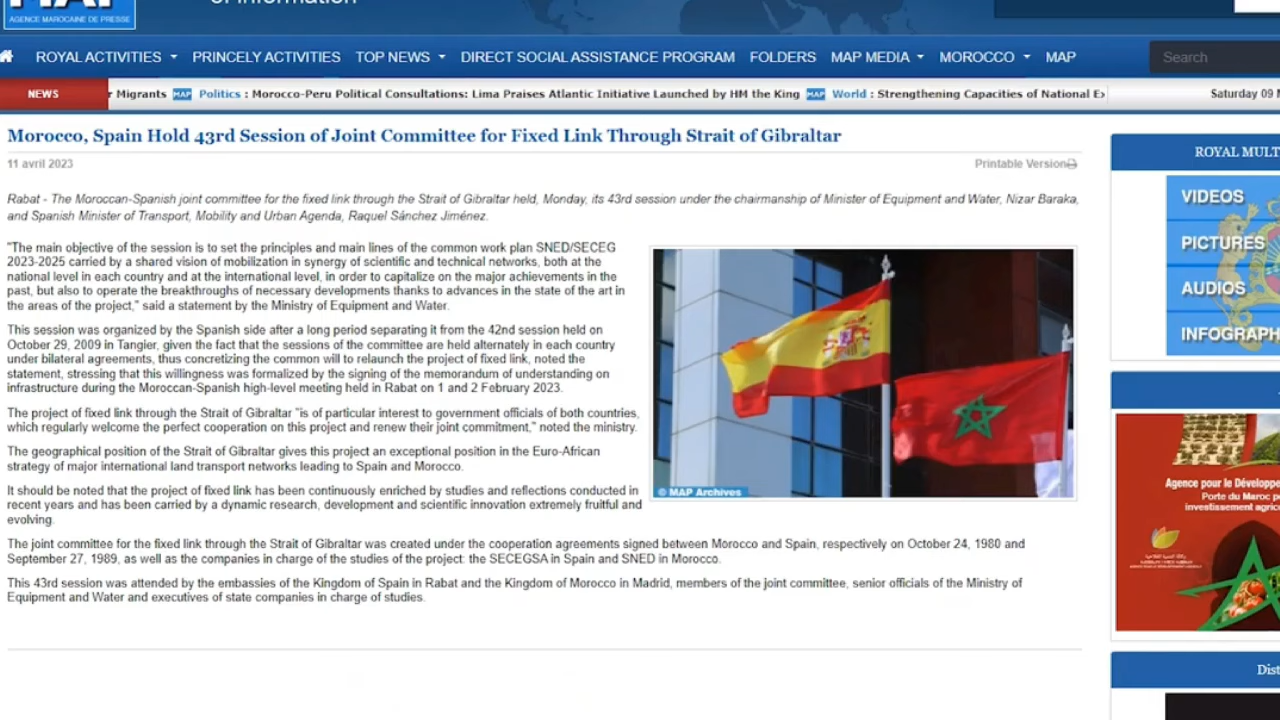 MAP
AGENCE MAROCAINE DE PRESSE
of Information
ROYAL ACTIVITIES PRINCELY ACTIVITIES TOP NEWS DIRECT SOCIAL ASSISTANCE PROGRAM FOLDERS MAP MEDIA MOROCCO MAP Search
NEWS r Migrants MAP Politics : Morocco-Peru Political Consultations: Lima Praises Atlantic Initiative Launched by HM the King MAP World : Strengthening Capacities of National Ex Saturday 09
Morocco, Spain Hold 43rd Session of Joint Committee for Fixed Link Through Strait of Gibraltar
11 avril 2023 Printable Version
Rabat - The Moroccan-Spanish joint committee for the fixed link through the Strait of Gibraltar held, Monday, its 43rd session under the chairmanship of Minister of Equipment and Water, Nizar Baraka,
and Spanish Minister of Transport, Mobility and Urban Agenda, Raquel Sánchez Jiménez.
"The main objective of the session is to set the principles and main lines of the common work plan SNED/SECEG
2023-2025 carried by a shared vision of mobilization in synergy of scientific and technical networks, both at the
national level in each country and at the international level, in order to capitalize on the major achievements in the
past, but also to operate the breakthroughs of necessary developments thanks to advances in the state of the art in
the areas of the project," said a statement by the Ministry of Equipment and Water.
This session was organized by the Spanish side after a long period separating it from the 42nd session held on
October 29, 2009 in Tangier, given the fact that the sessions of the committee are held alternately in each country
under bilateral agreements, thus concretizing the common will to relaunch the project of fixed link, noted the
statement, stressing that this willingness was formalized by the signing of the memorandum of understanding on
infrastructure during the Moroccan-Spanish high-level meeting held in Rabat on 1 and 2 February 2023.
The project of fixed link through the Strait of Gibraltar "is of particular interest to government officials of both countries,
which regularly welcome the perfect cooperation on this project and renew their joint commitment," noted the ministry.
The geographical position of the Strait of Gibraltar gives this project an exceptional position in the Euro-African
strategy of major international land transport networks leading to Spain and Morocco.
It should be noted that the project of fixed link has been continuously enriched by studies and reflections conducted in
recent years and has been carried by a dynamic research, development and scientific innovation extremely fruitful and
evolving.
The joint committee for the fixed link through the Strait of Gibraltar was created under the cooperation agreements signed between Morocco and Spain, respectively on October 24, 1980 and
September 27, 1989, as well as the companies in charge of the studies of the project: the SECEGSA in Spain and SNED in Morocco.
This 43rd session was attended by the embassies of the Kingdom of Spain in Rabat and the Kingdom of Morocco in Madrid, members of the joint committee, senior officials of the Ministry of
Equipment and Water and executives of state companies in charge of studies.
© MAP Archives
ROYAL MULT
VIDEOS
PICTURES
AUDIOS
INFOGRAPH
Agence pour le Développe
Porte du Maroc po
investissement agric
Dist